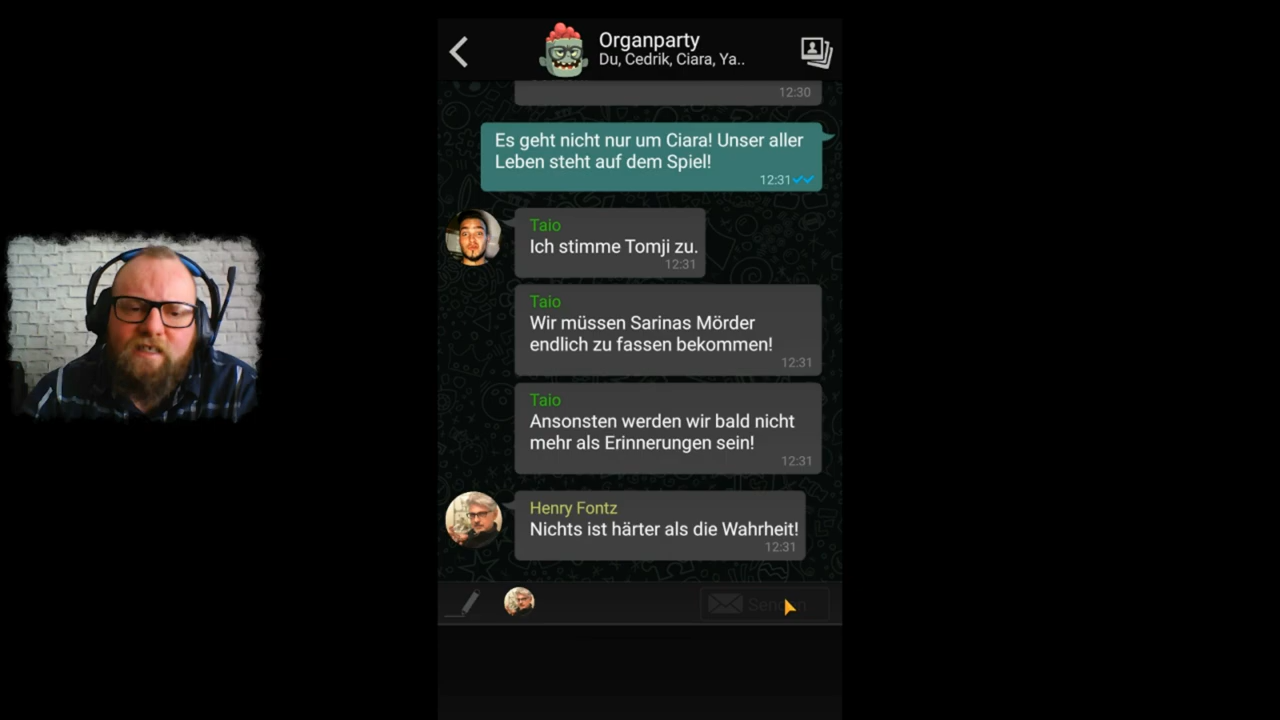 Organparty
Du, Cedrik, Ciara, Ya..
12:30
Es geht nicht nur um Ciara! Unser aller
Leben steht auf dem Spiel!
12:31
Taio
Ich stimme Tomji zu.
12:31
Taio
Wir müssen Sarinas Mörder
endlich zu fassen bekommen!
12:31
Taio
Ansonsten werden wir bald nicht
mehr als Erinnerungen sein!
12:31
Henry Fontz
Nichts ist härter als die Wahrheit!
12:31
Senden